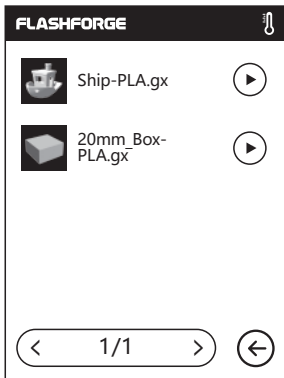 FLASHFORGE
Ship-PLA.gx
20mm_Box-
PLA.gx
1/1